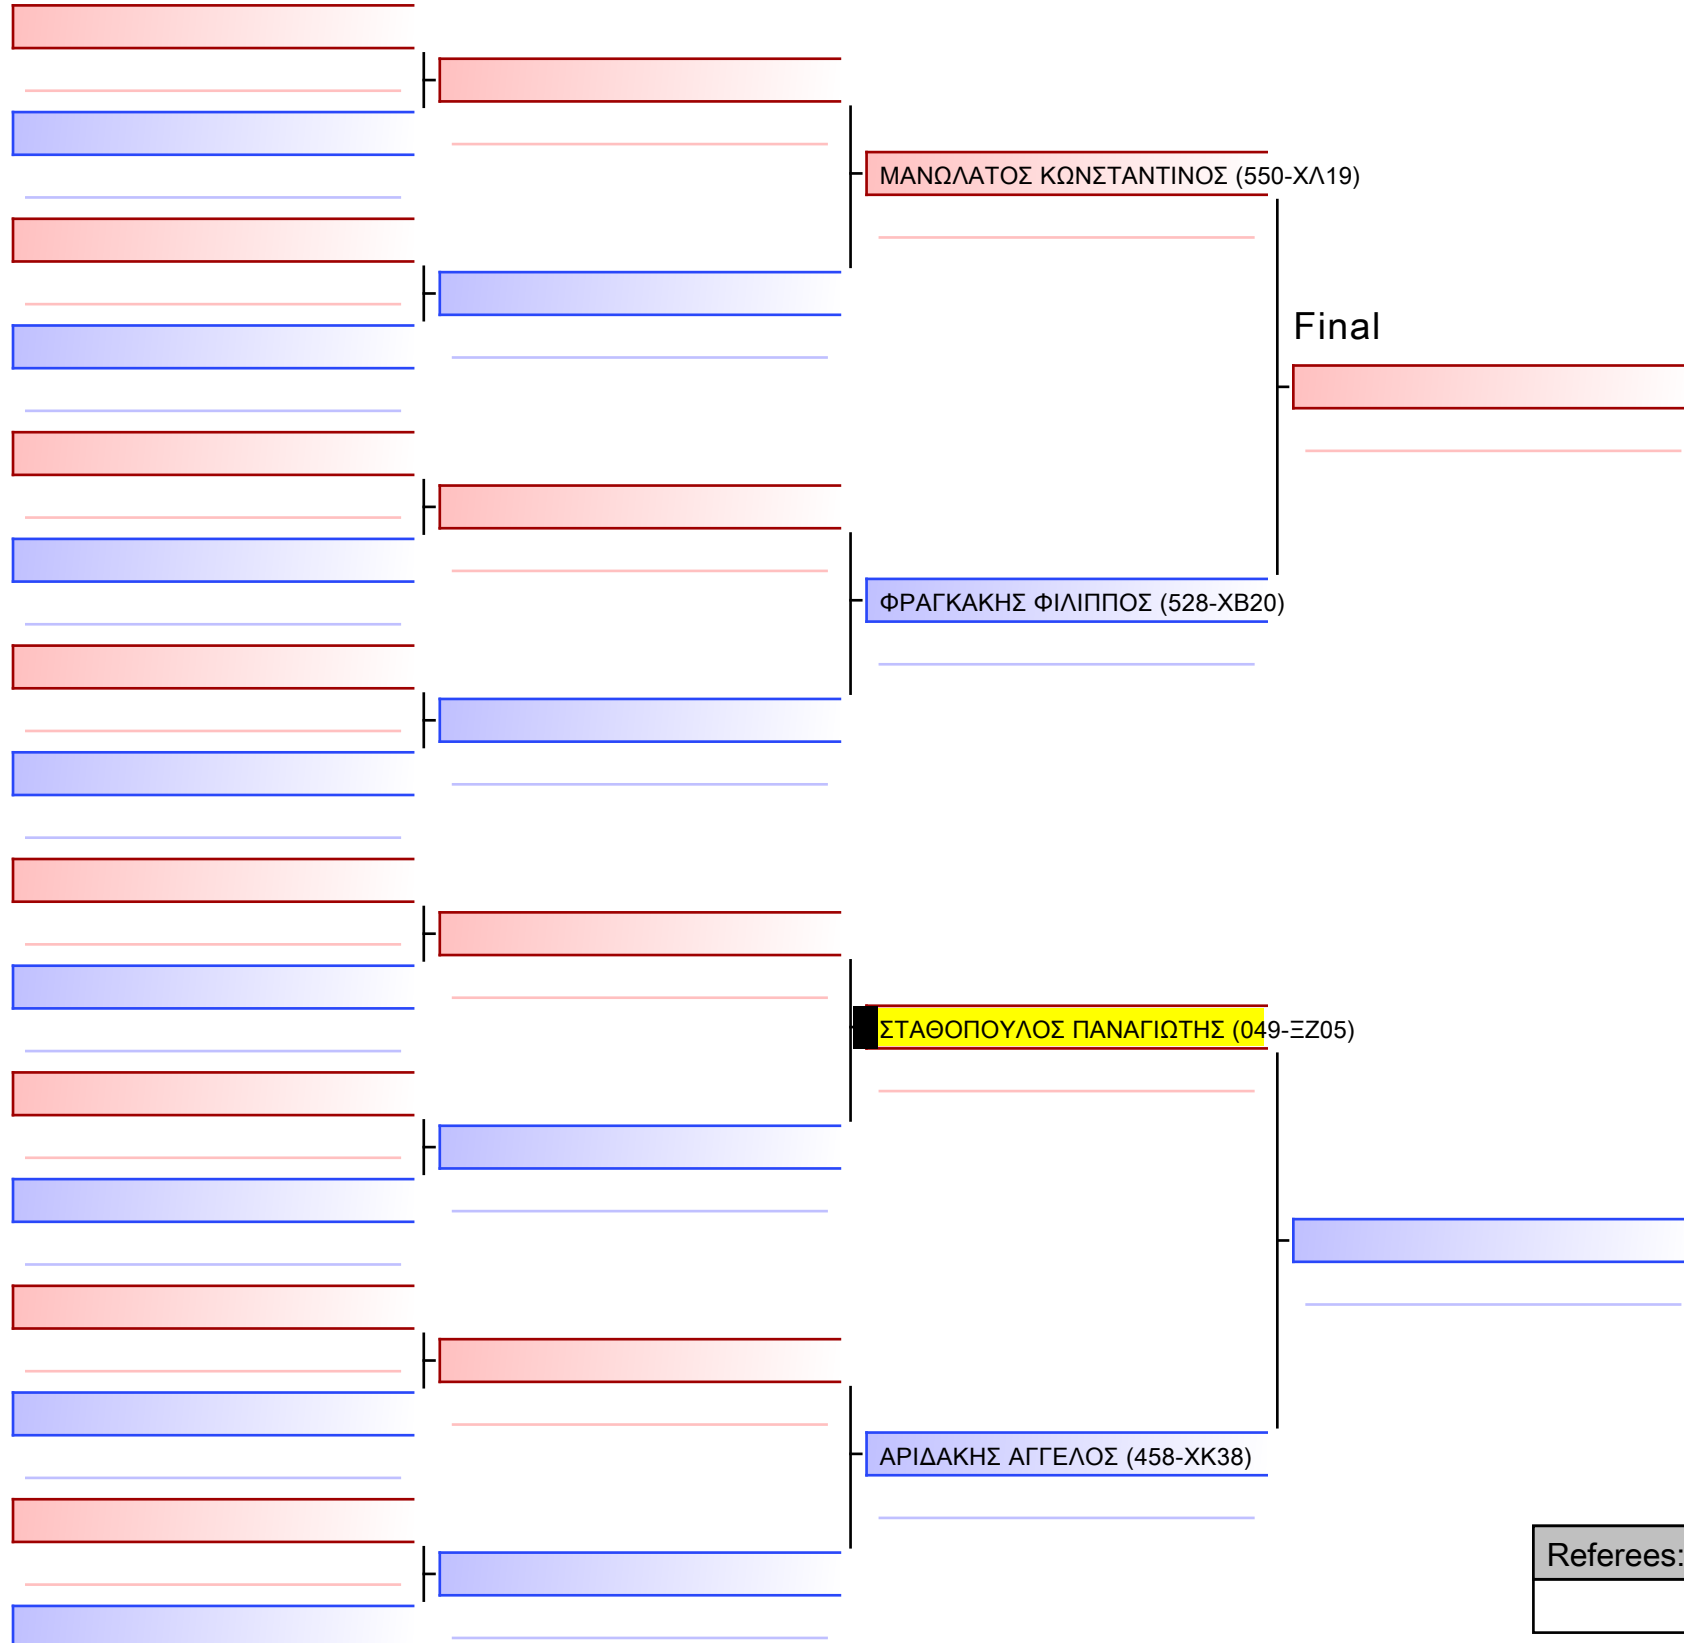 ΜΑΝΩΛΑΤΟΣ ΚΩΝΣΤΑΝΤΙΝΟΣ (550-ΧΛ19)
Final
ΦΡΑΓΚΑΚΗΣ ΦΙΛΙΠΠΟΣ (528-ΧΒ20)
ΣΤΑΘΟΠΟΥΛΟΣ ΠΑΝΑΓΙΩΤΗΣ (049-ΞΖ05)
ΑΡΙΔΑΚΗΣ ΑΓΓΕΛΟΣ (458-ΧΚ38)
Referees: